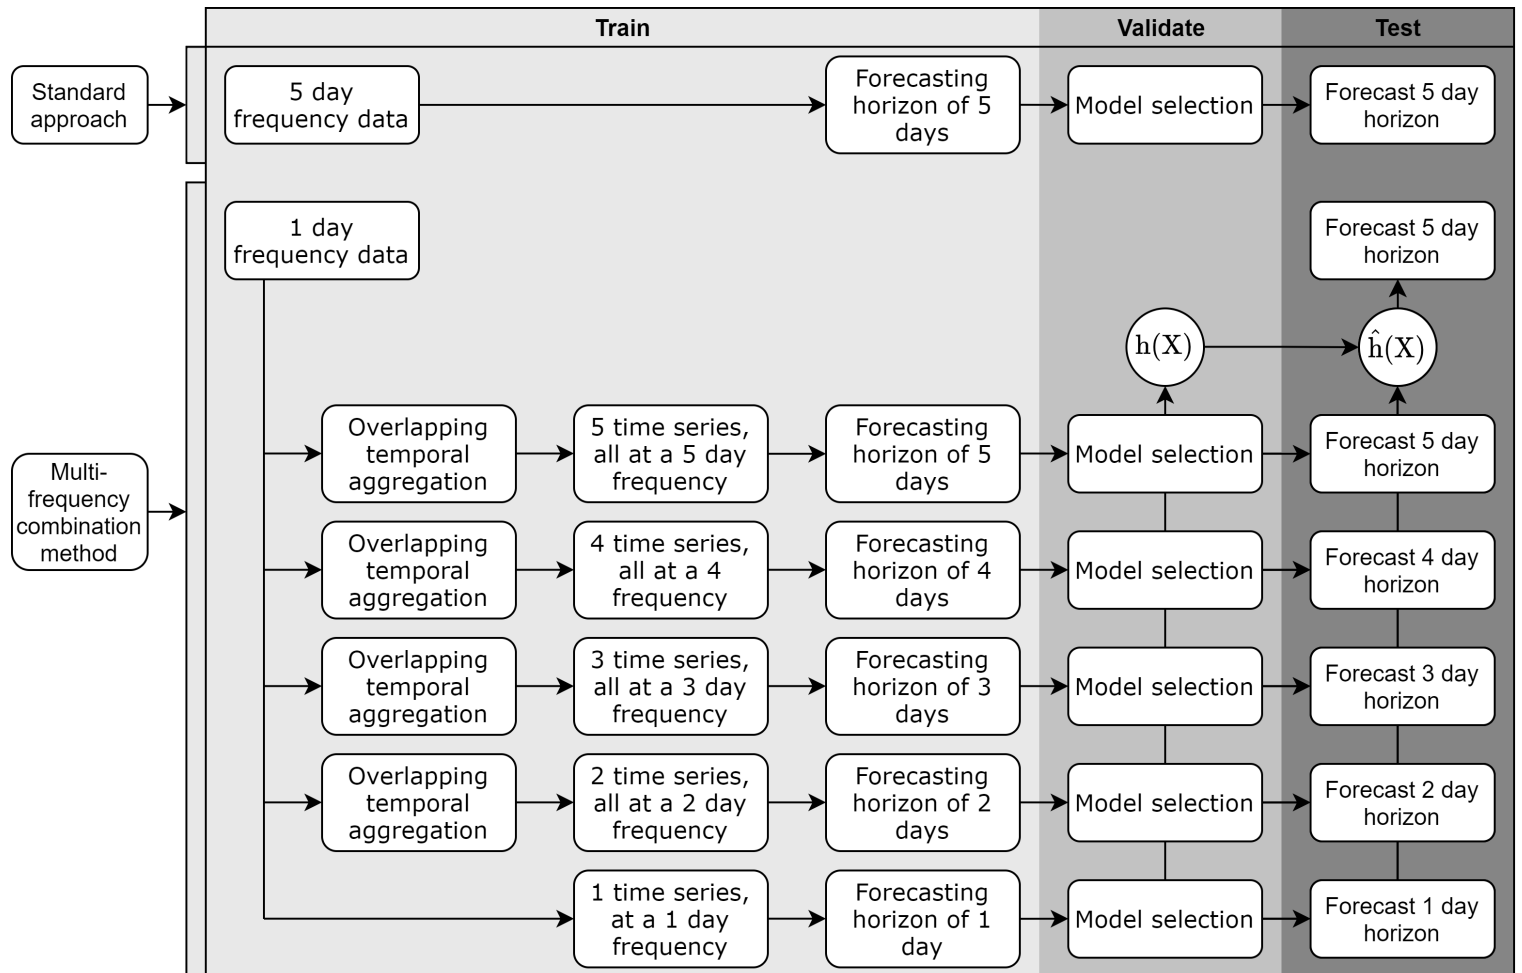 Train
Validate
Test
Standard
approach
5 day
frequency data
Forecasting
horizon of 5
days
Model selection
Forecast 5 day
horizon
1 day
frequency data
Forecast 5 day
horizon
h(X)
ĥ(X)
Multi-
frequency
combination
method
Overlapping
temporal
aggregation
5 time series,
all at a 5 day
frequency
Forecasting
horizon of 5
days
Model selection
Forecast 5 day
horizon
Overlapping
temporal
aggregation
4 time series,
all at a 4
frequency
Forecasting
horizon of 4
days
Model selection
Forecast 4 day
horizon
Overlapping
temporal
aggregation
3 time series,
all at a 3 day
frequency
Forecasting
horizon of 3
days
Model selection
Forecast 3 day
horizon
Overlapping
temporal
aggregation
2 time series,
all at a 2 day
frequency
Forecasting
horizon of 2
days
Model selection
Forecast 2 day
horizon
1 time series,
at a 1 day
frequency
Forecasting
horizon of 1
day
Model selection
Forecast 1 day
horizon